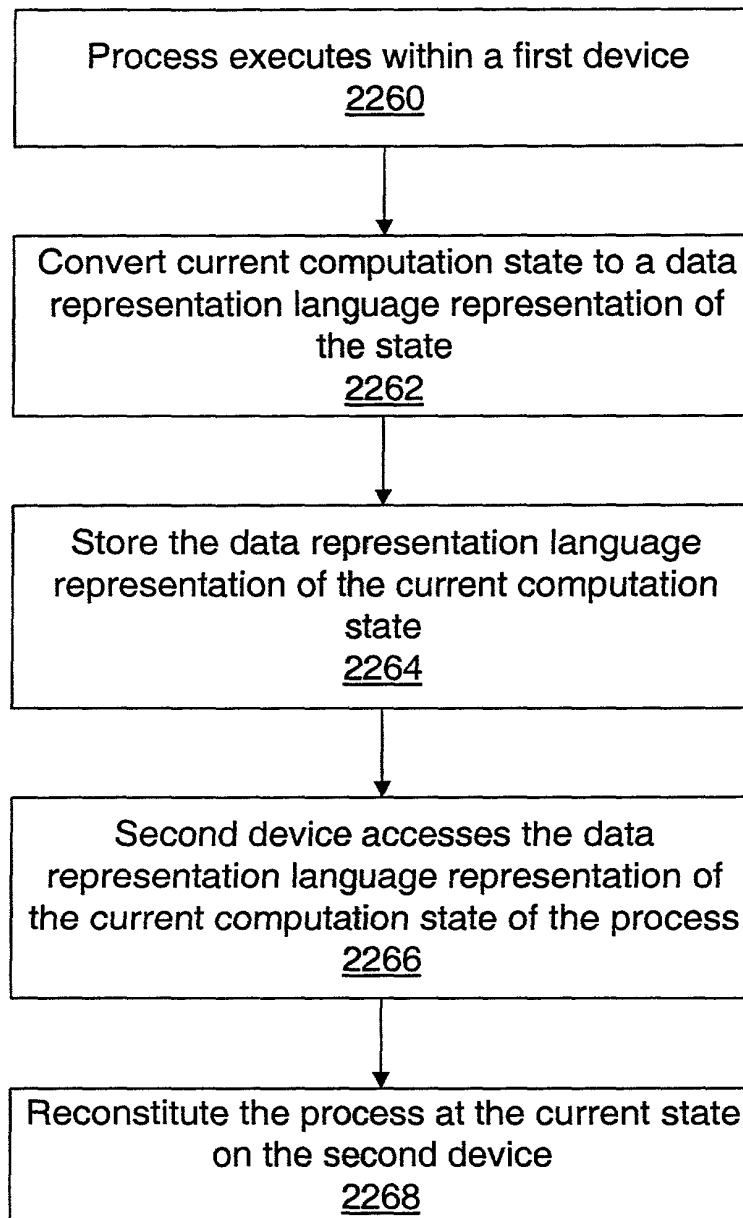 Process executes within a first device
2260
Convert current computation state to a data
representation language representation of
the state
2262
Store the data representation language
representation of the current computation
state
2264
Second device accesses the data
representation language representation of
the current computation state of the process
2266
Reconstitute the process at the current state
on the second device
2268